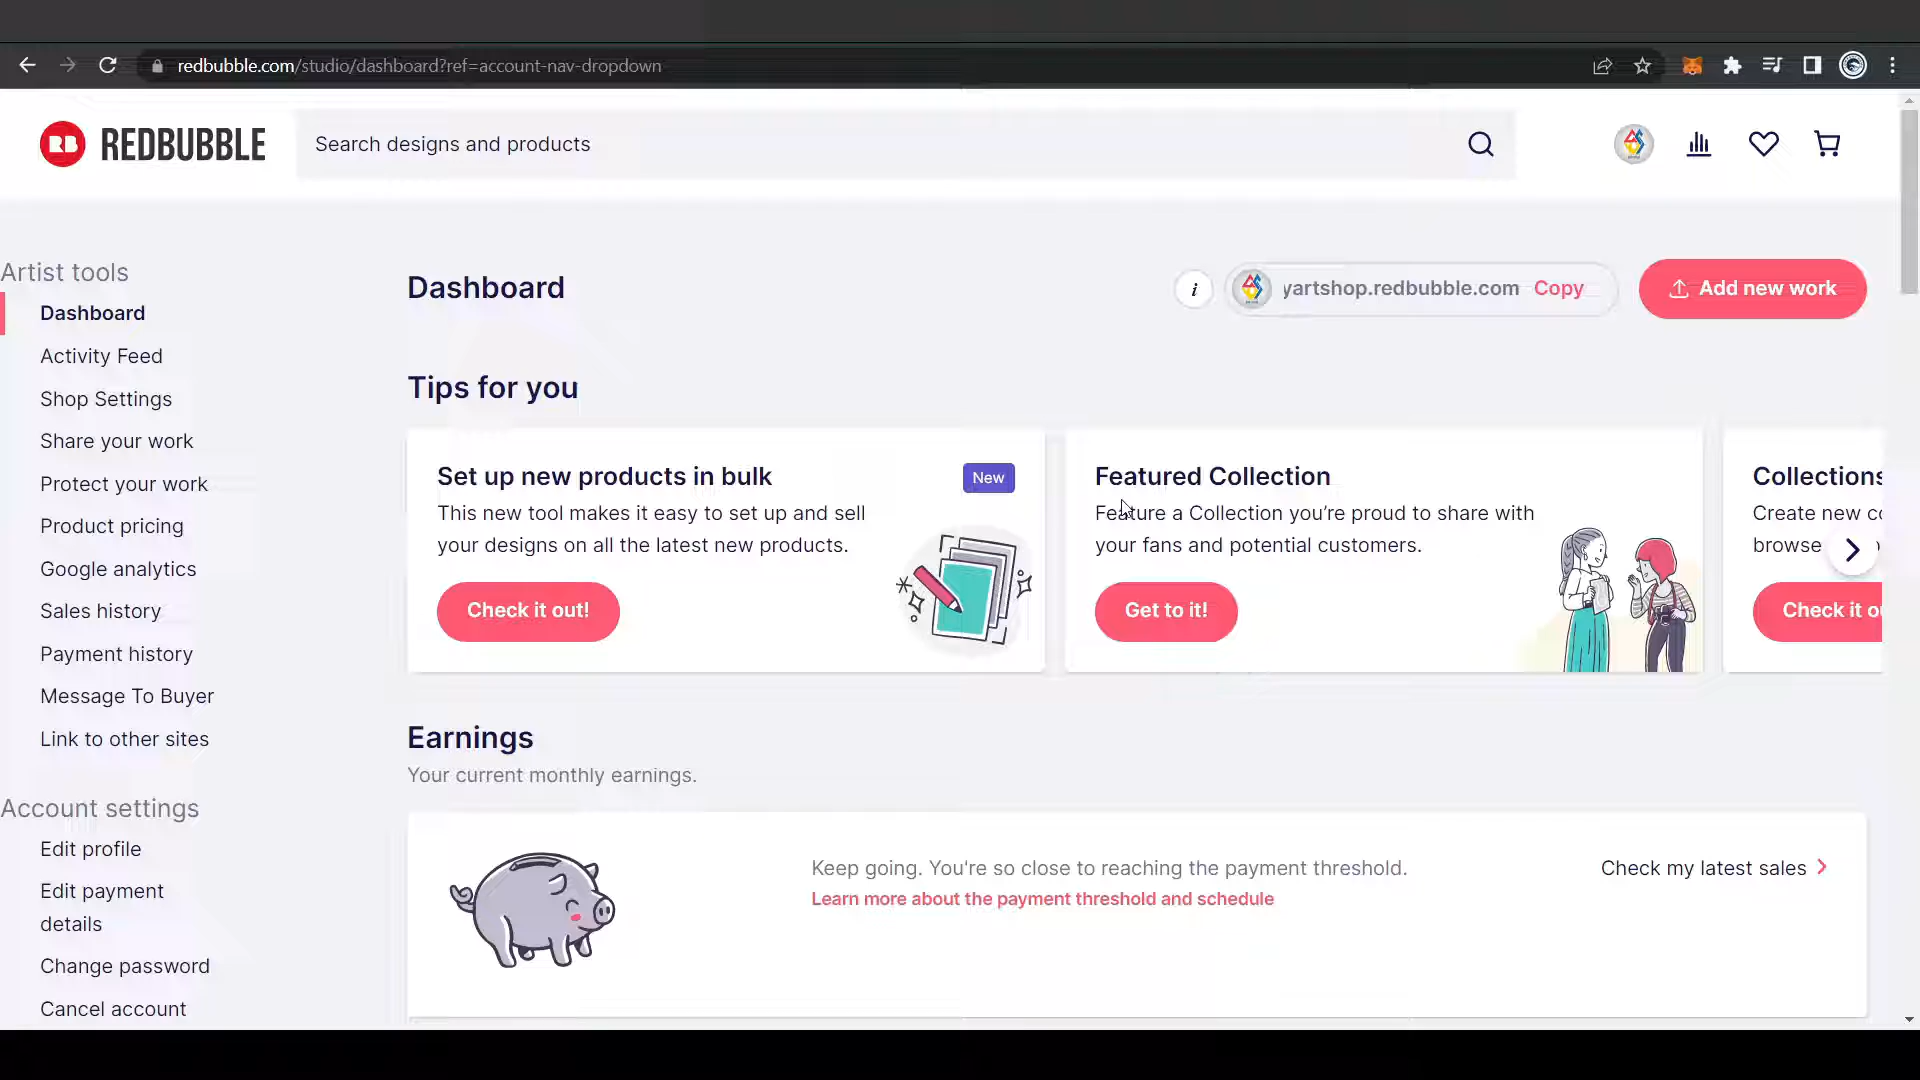 redbubble.com/studio/dashboard?ref=account-nav-dropdown
RB REDBUBBLE
Search designs and products
Artist tools
Dashboard
Activity Feed
Shop Settings
Share your work
Protect your work
Product pricing
Google analytics
Sales history
Payment history
Message To Buyer
Link to other sites
Account settings
Edit profile
Edit payment
details
Change password
Cancel account
Dashboard
i
yartshop.redbubble.com Copy
Add new work
Tips for you
Set up new products in bulk
New
This new tool makes it easy to set up and sell
your designs on all the latest new products.
Check it out!
Featured Collection
Feature a Collection you're proud to share with
your fans and potential customers.
Get to it!
Collections
Create new
browse
Check it
Earnings
Your current monthly earnings.
Keep going. You're so close to reaching the payment threshold.
Learn more about the payment threshold and schedule
Check my latest sales